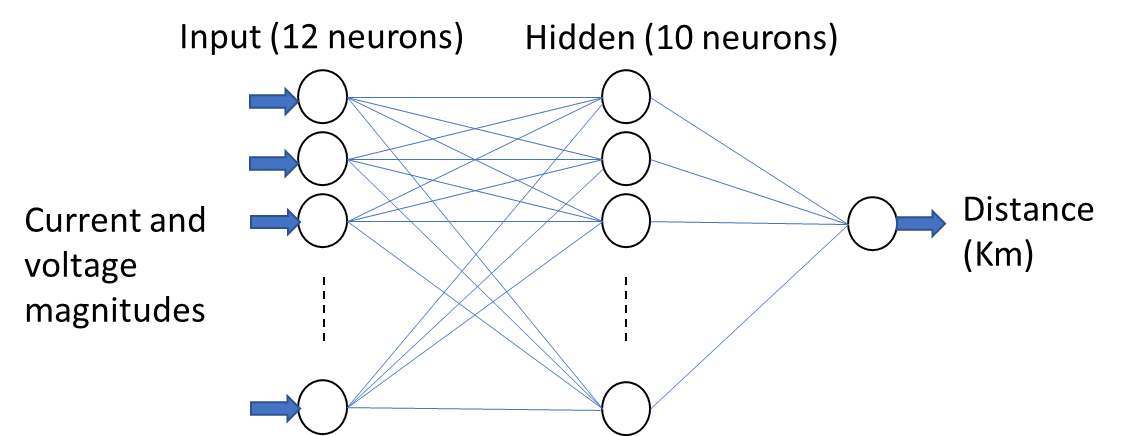 Input (12 neurons)
Hidden (10 neurons)
Current and
voltage
magnitudes
Distance
(Km)